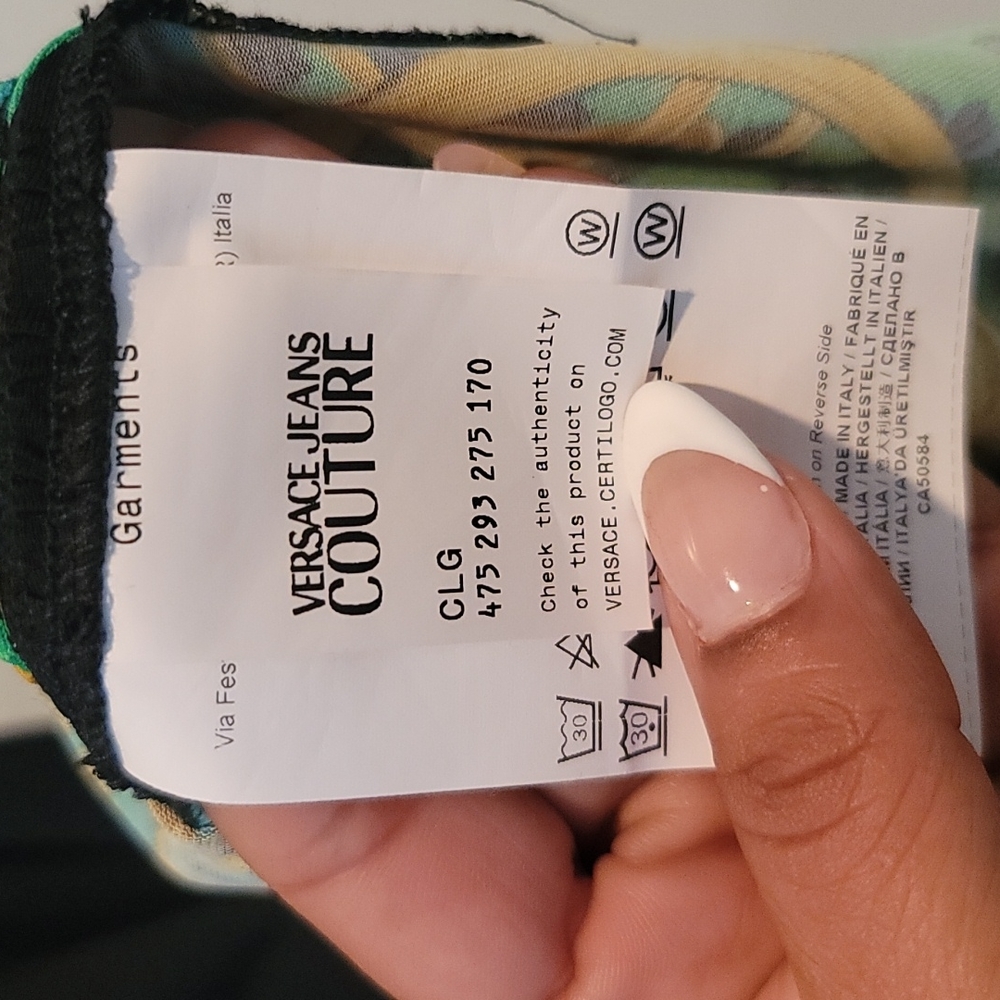 Garments
Via Fes
) Italia
VERSACE JEANS
COUTURE
CLG
475 293 275 170
Check the authenticity
of this product on
VERSACE.CERTILOGO.COM
30
W
30
W
on Reverse Side
MADE IN ITALY / FABRIQUÉ EN
ALIA / HERGESTELLT IN ITALIEN /
ITÁLIA / 意大利制造 / СДЕЛАНО В
ИИ / ITALYA'DA ÜRETILMIŞTIR
CA50584